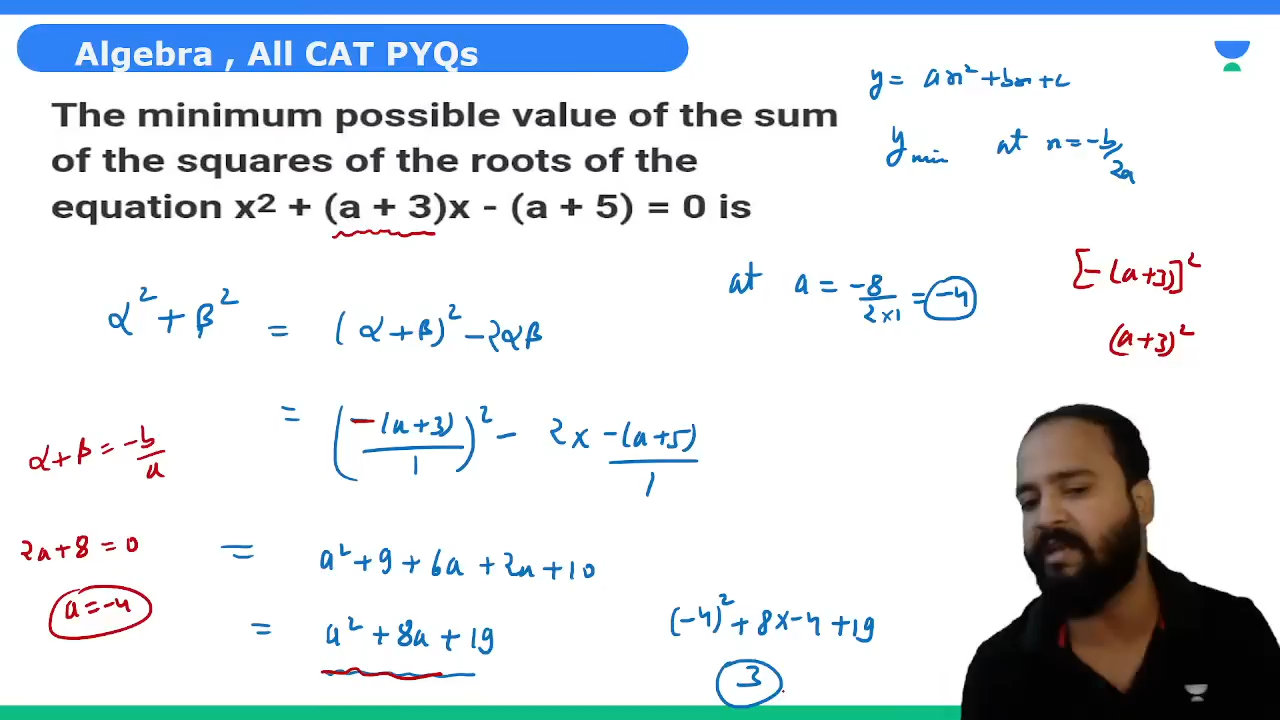 Algebra , All CAT PYQs
The minimum possible value of the sum
of the squares of the roots of the
equation x2 + (a + 3)x - (a + 5) = 0 is
y = ax² + bx + c
y min at x = -b/2a
at a = -8/2×1 = -4
[-(a+3)]²
(a+3)²
α² + β² = (α + β)² - 2αβ
= (-(a+3)/1)² - 2 × -(a+5)/1
α + β = -b/a
2a + 8 = 0
a = -4
= a² + 9 + 6a + 2a + 10
= a² + 8a + 19
(-4)² + 8×-4 + 19
3